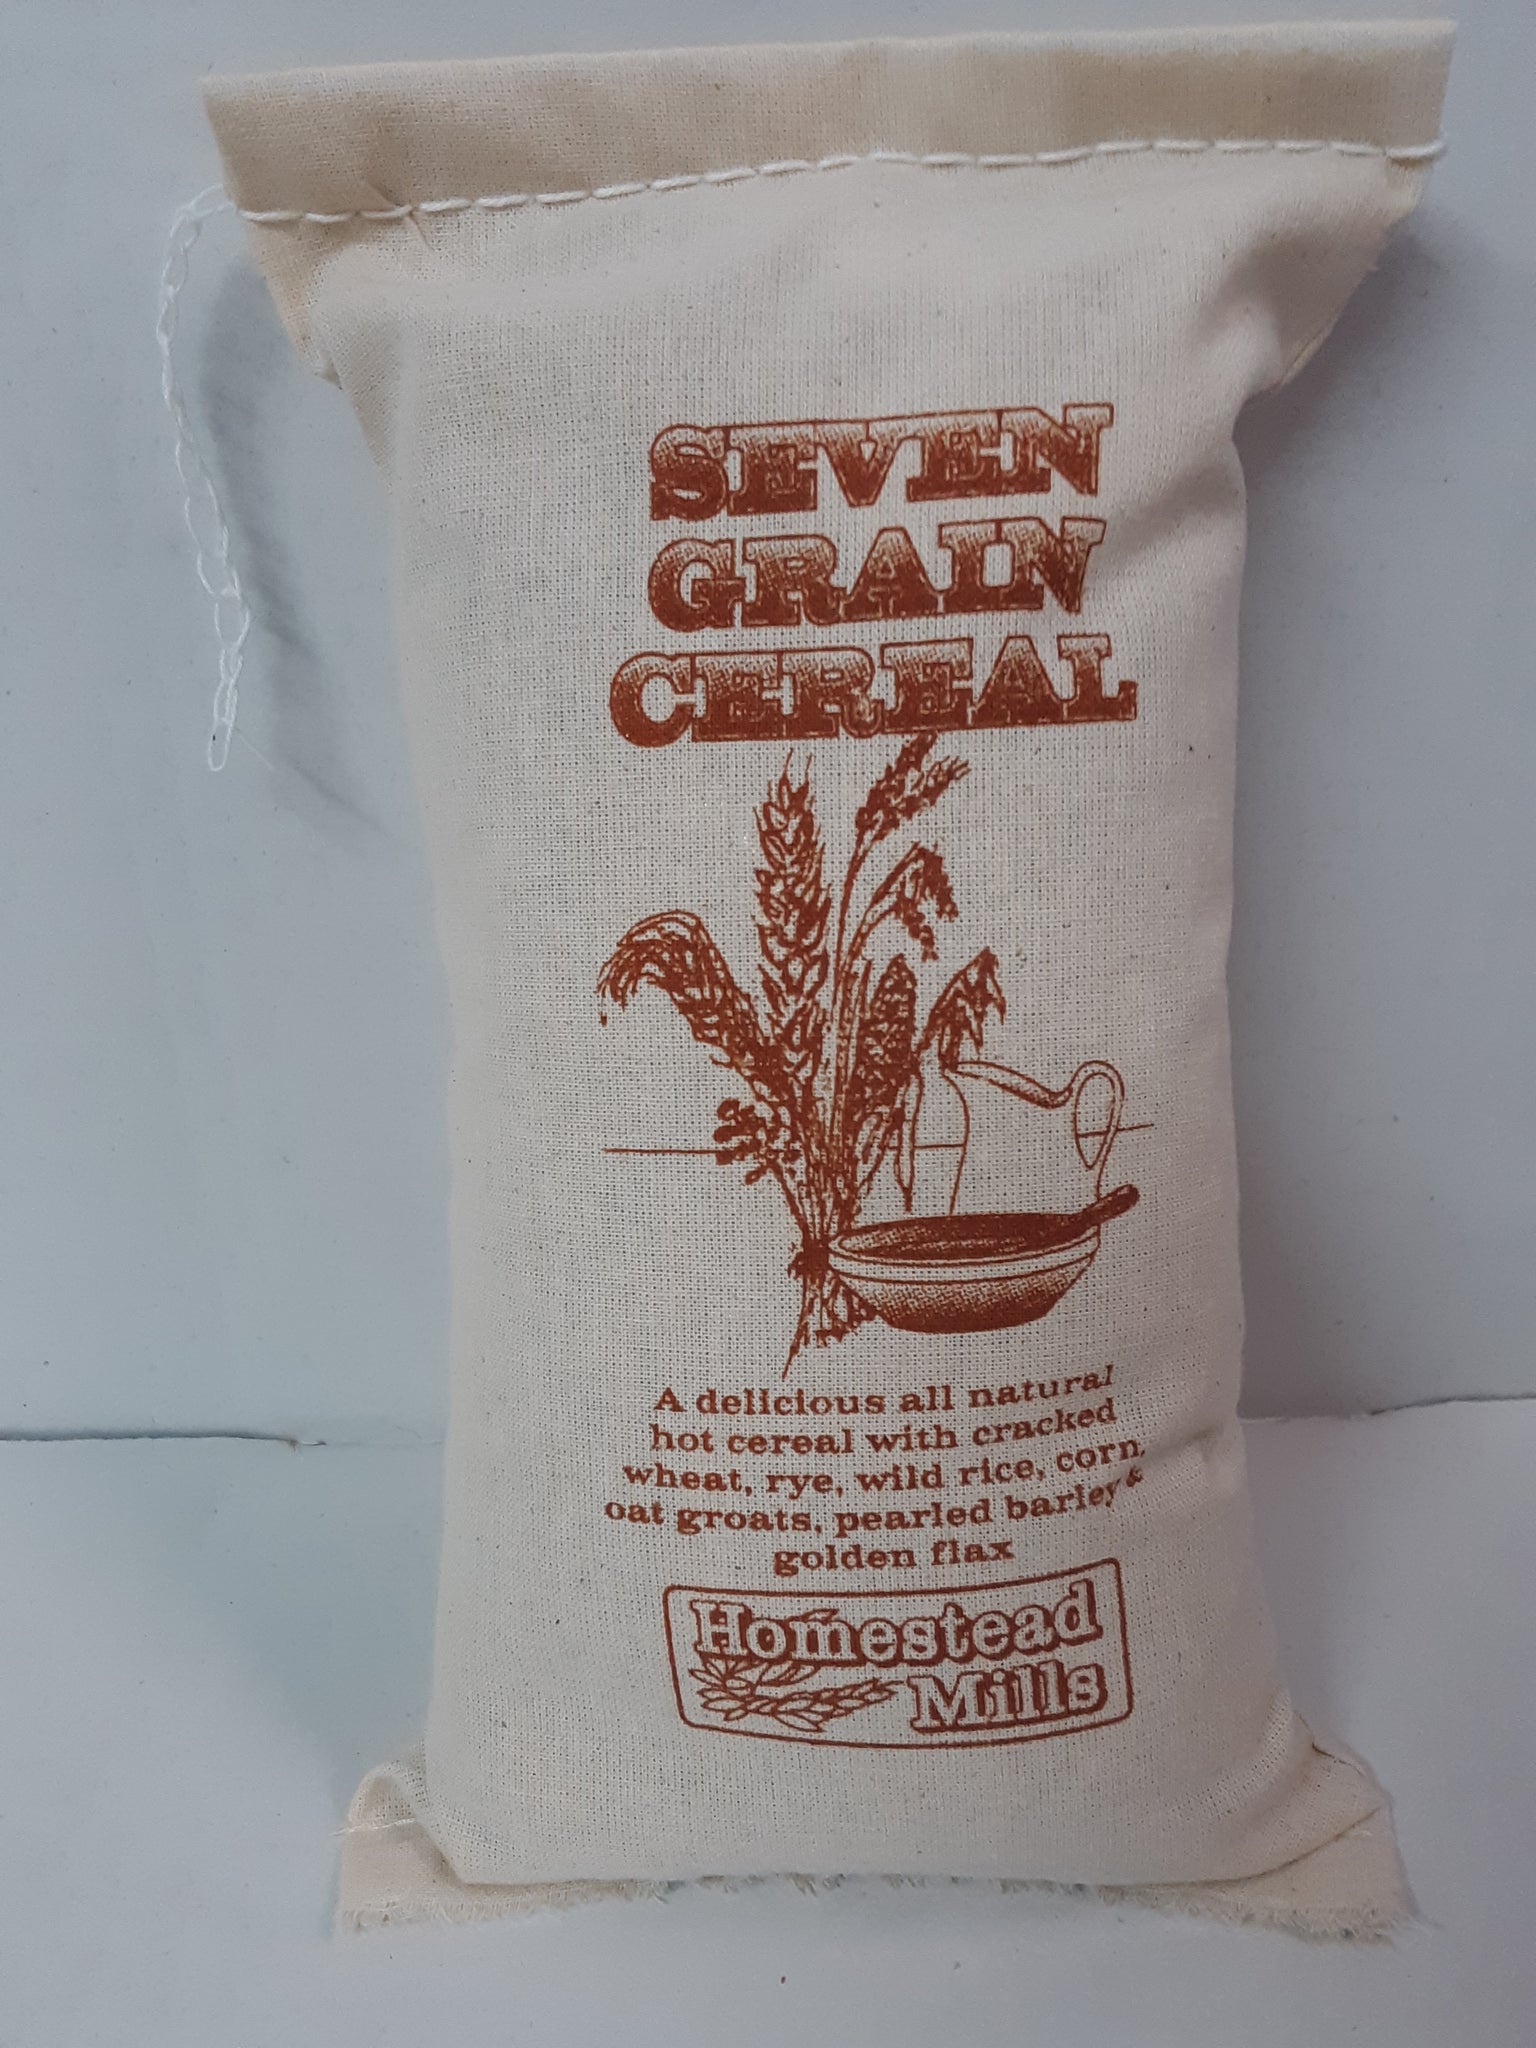 SEVEN
GRAIN
CEREAL
A delicious all natural
hot cereal with cracked
wheat, rye, wild rice, corn,
oat groats, pearled barley &
golden flax
Homestead
Mills